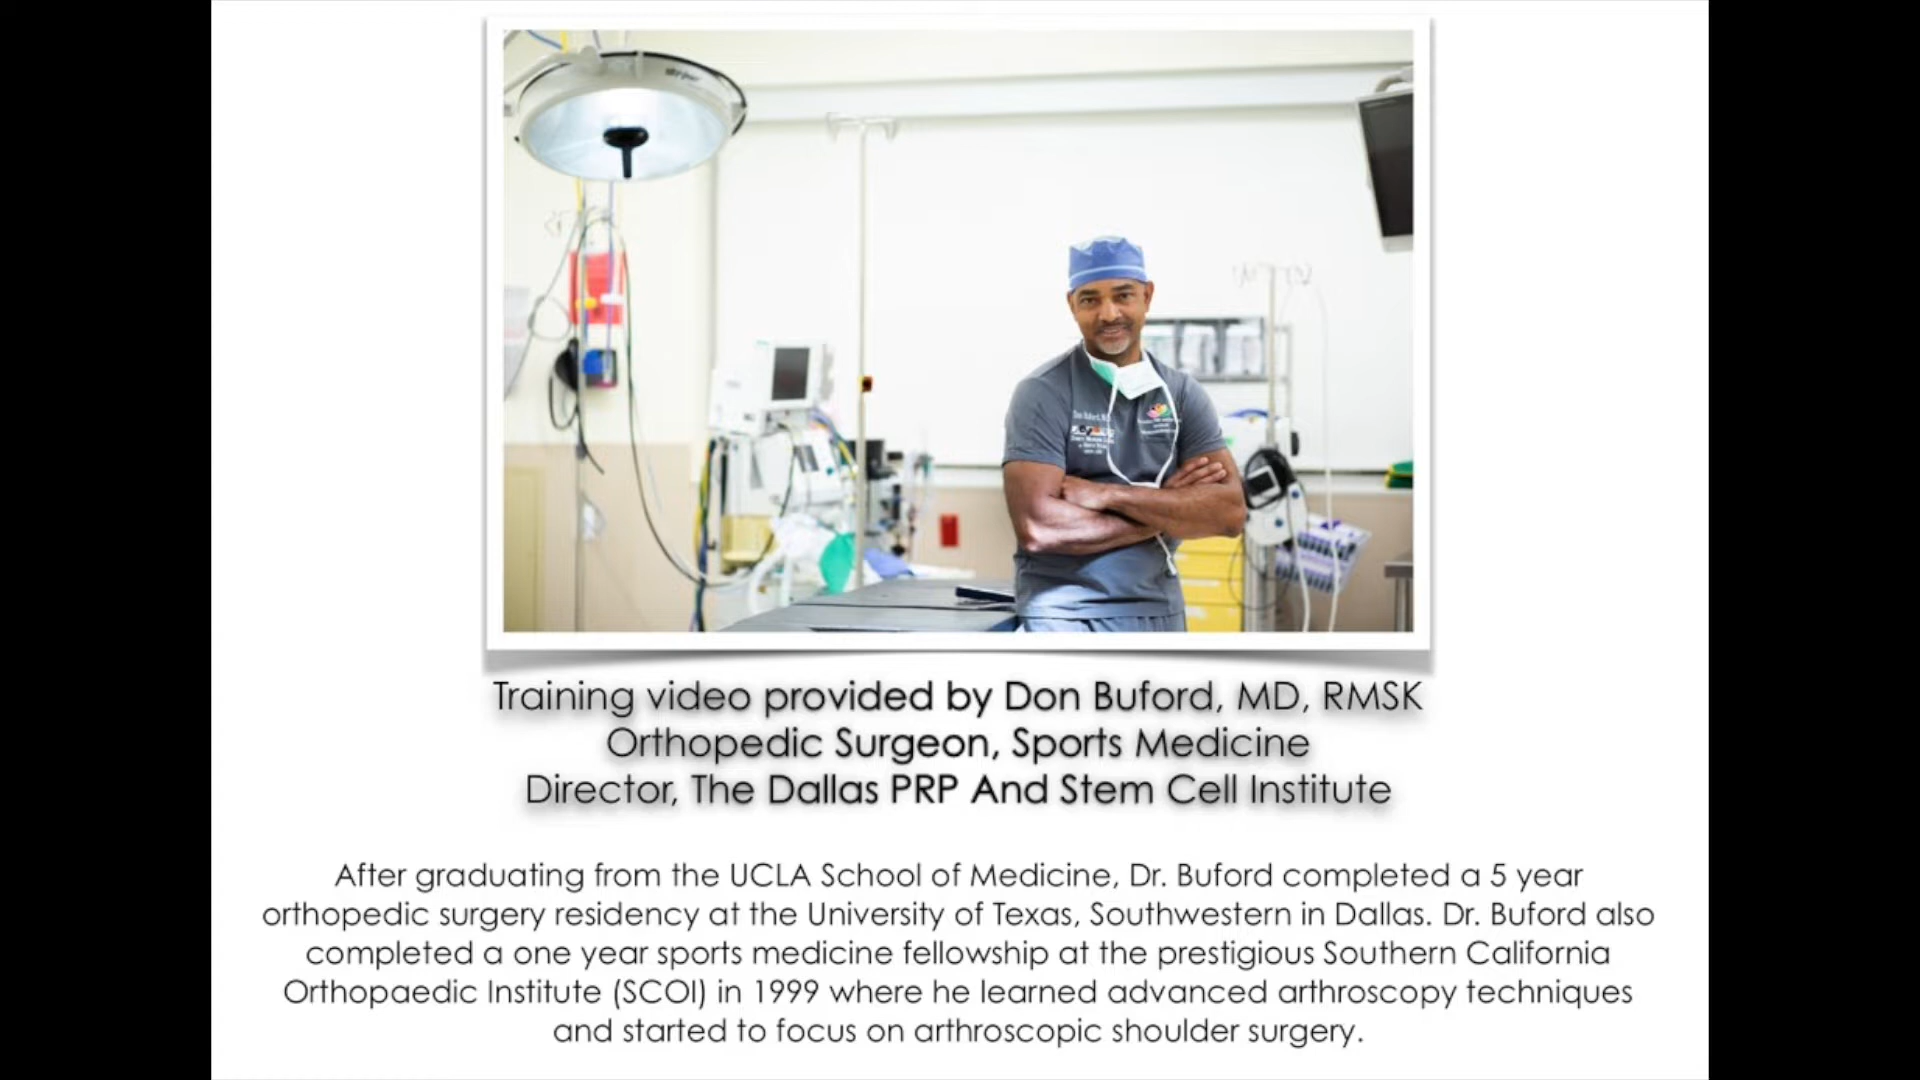 stryker
Don Buford, M.D.
Training video provided by Don Buford, MD, RMSK
Orthopedic Surgeon, Sports Medicine
Director, The Dallas PRP And Stem Cell Institute
After graduating from the UCLA School of Medicine, Dr. Buford completed a 5 year
orthopedic surgery residency at the University of Texas, Southwestern in Dallas. Dr. Buford also
completed a one year sports medicine fellowship at the prestigious Southern California
Orthopaedic Institute (SCOI) in 1999 where he learned advanced arthroscopy techniques
and started to focus on arthroscopic shoulder surgery.